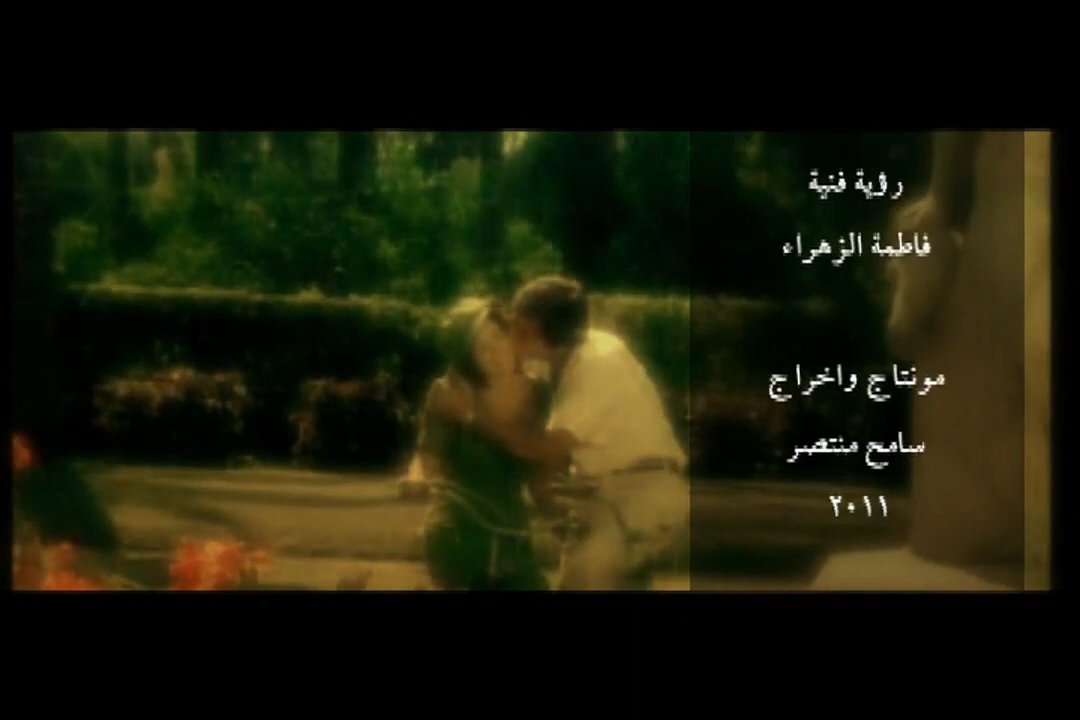 رؤية فنية
فاطمة الزهراء
مونتاج واخراج
سامح منتصر
٢٠١١